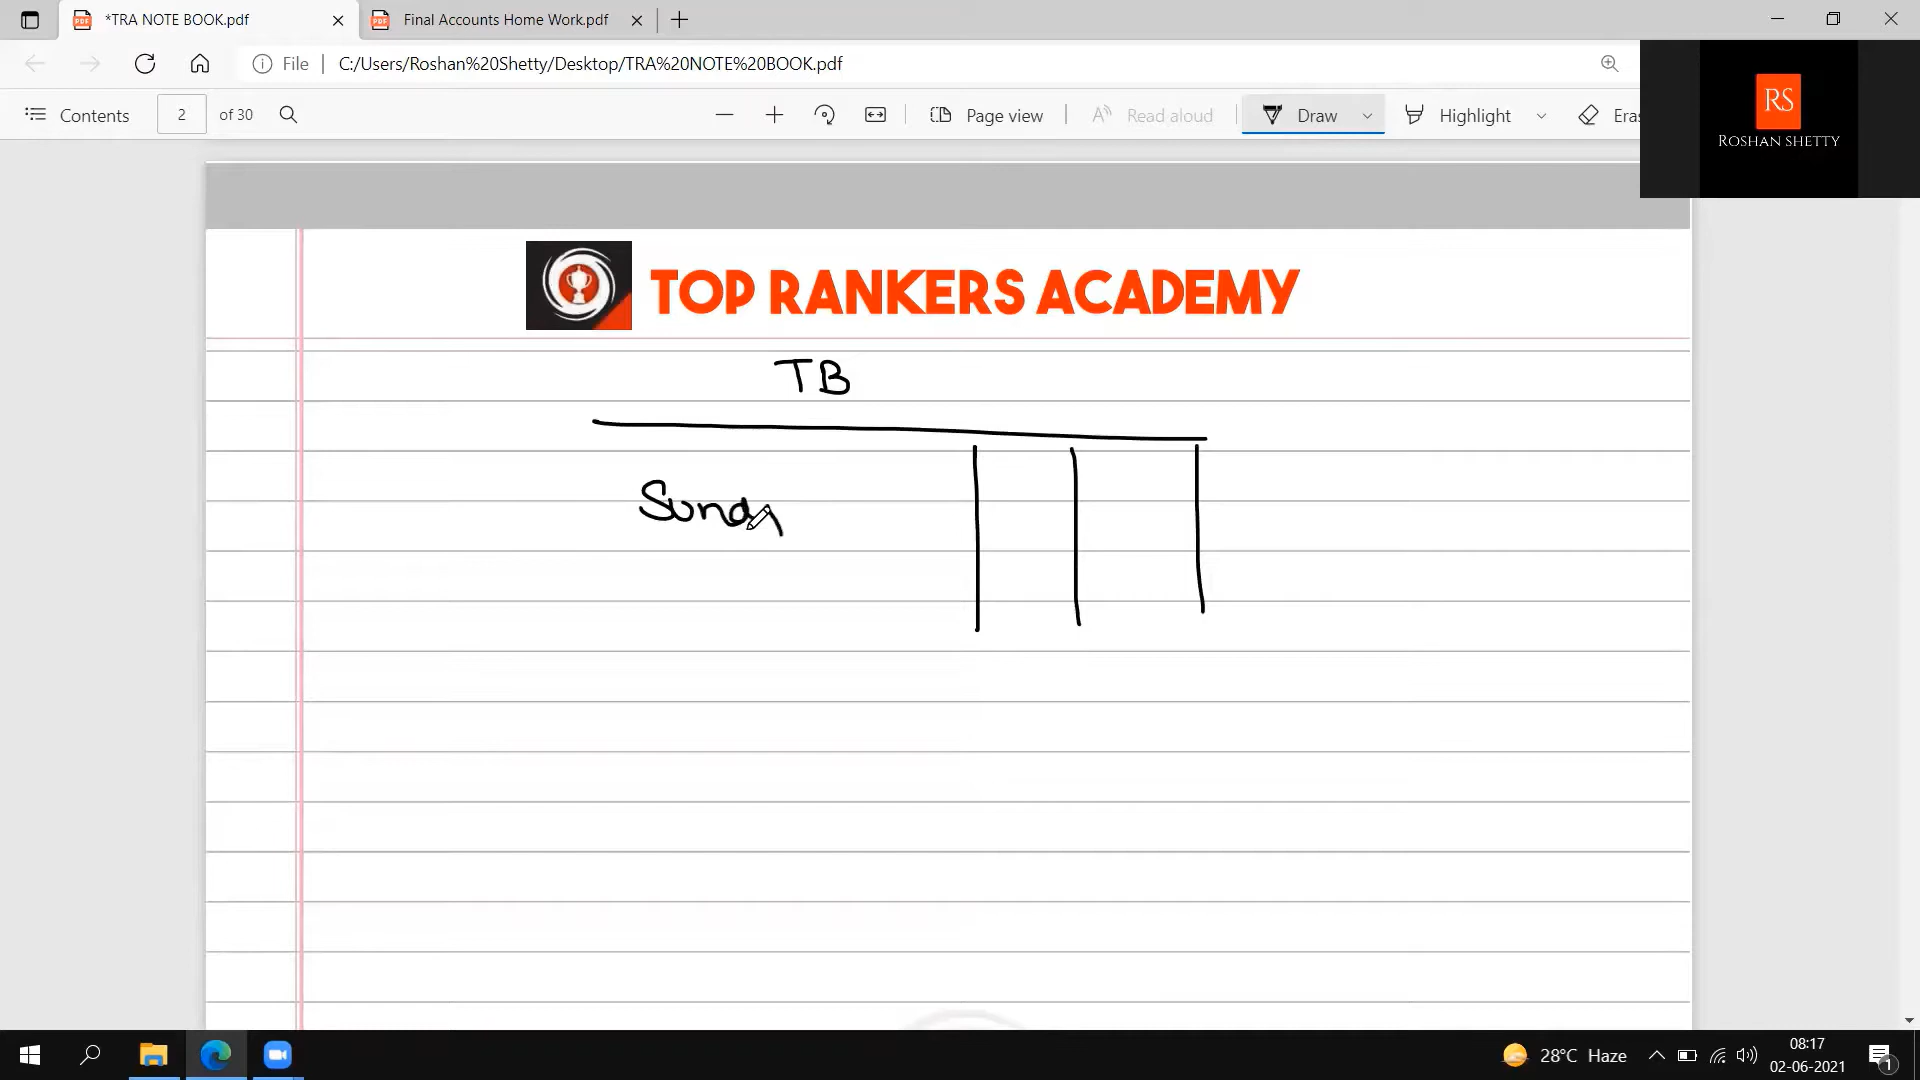 *TRA NOTE BOOK.pdf
Final Accounts Home Work.pdf
File C:/Users/Roshan%20Shetty/Desktop/TRA%20NOTE%20BOOK.pdf
Contents 2 of 30 Page view Read aloud Draw Highlight Eras
RS
ROSHAN SHETTY
TOP RANKERS ACADEMY
TB
28°C Haze
08:17
02-06-2021
1